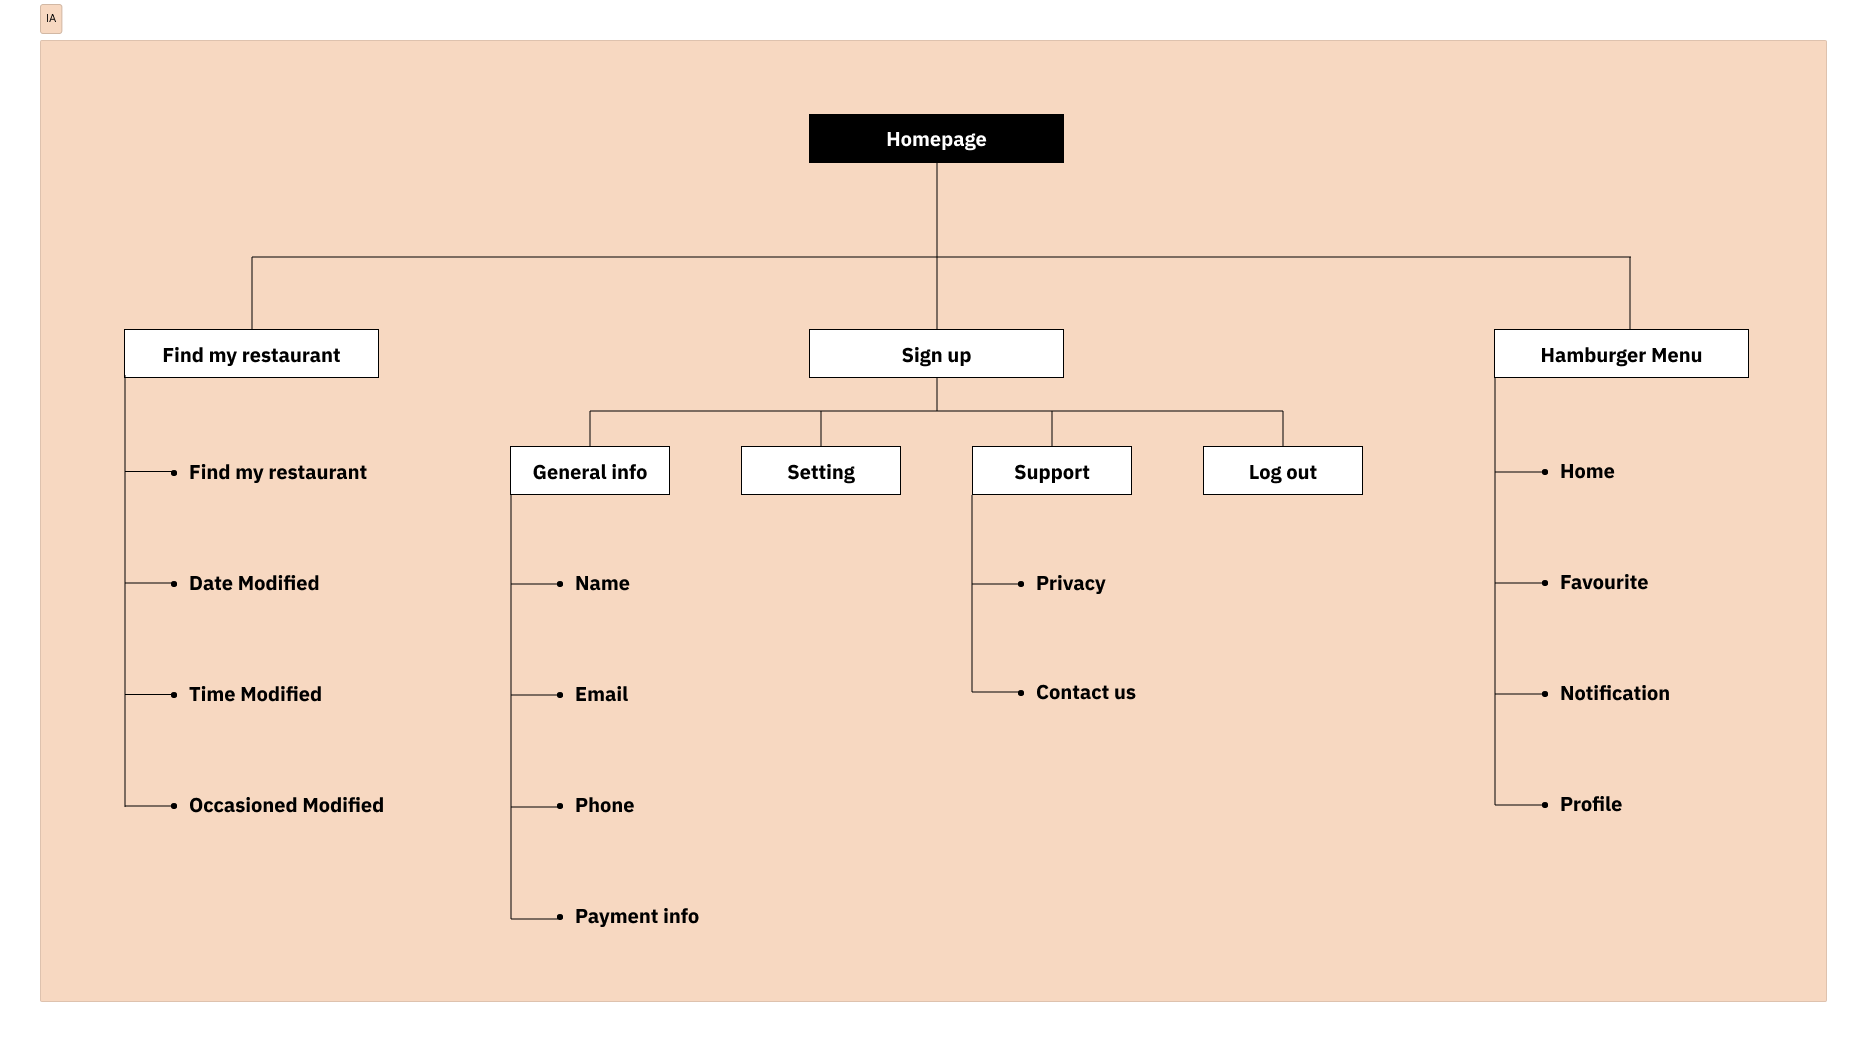 IA
Homepage
Find my restaurant
Sign up
Hamburger Menu
Find my restaurant
Date Modified
Time Modified
Occasioned Modified
General info
Name
Email
Phone
Payment info
Setting
Support
Privacy
Contact us
Log out
Home
Favourite
Notification
Profile